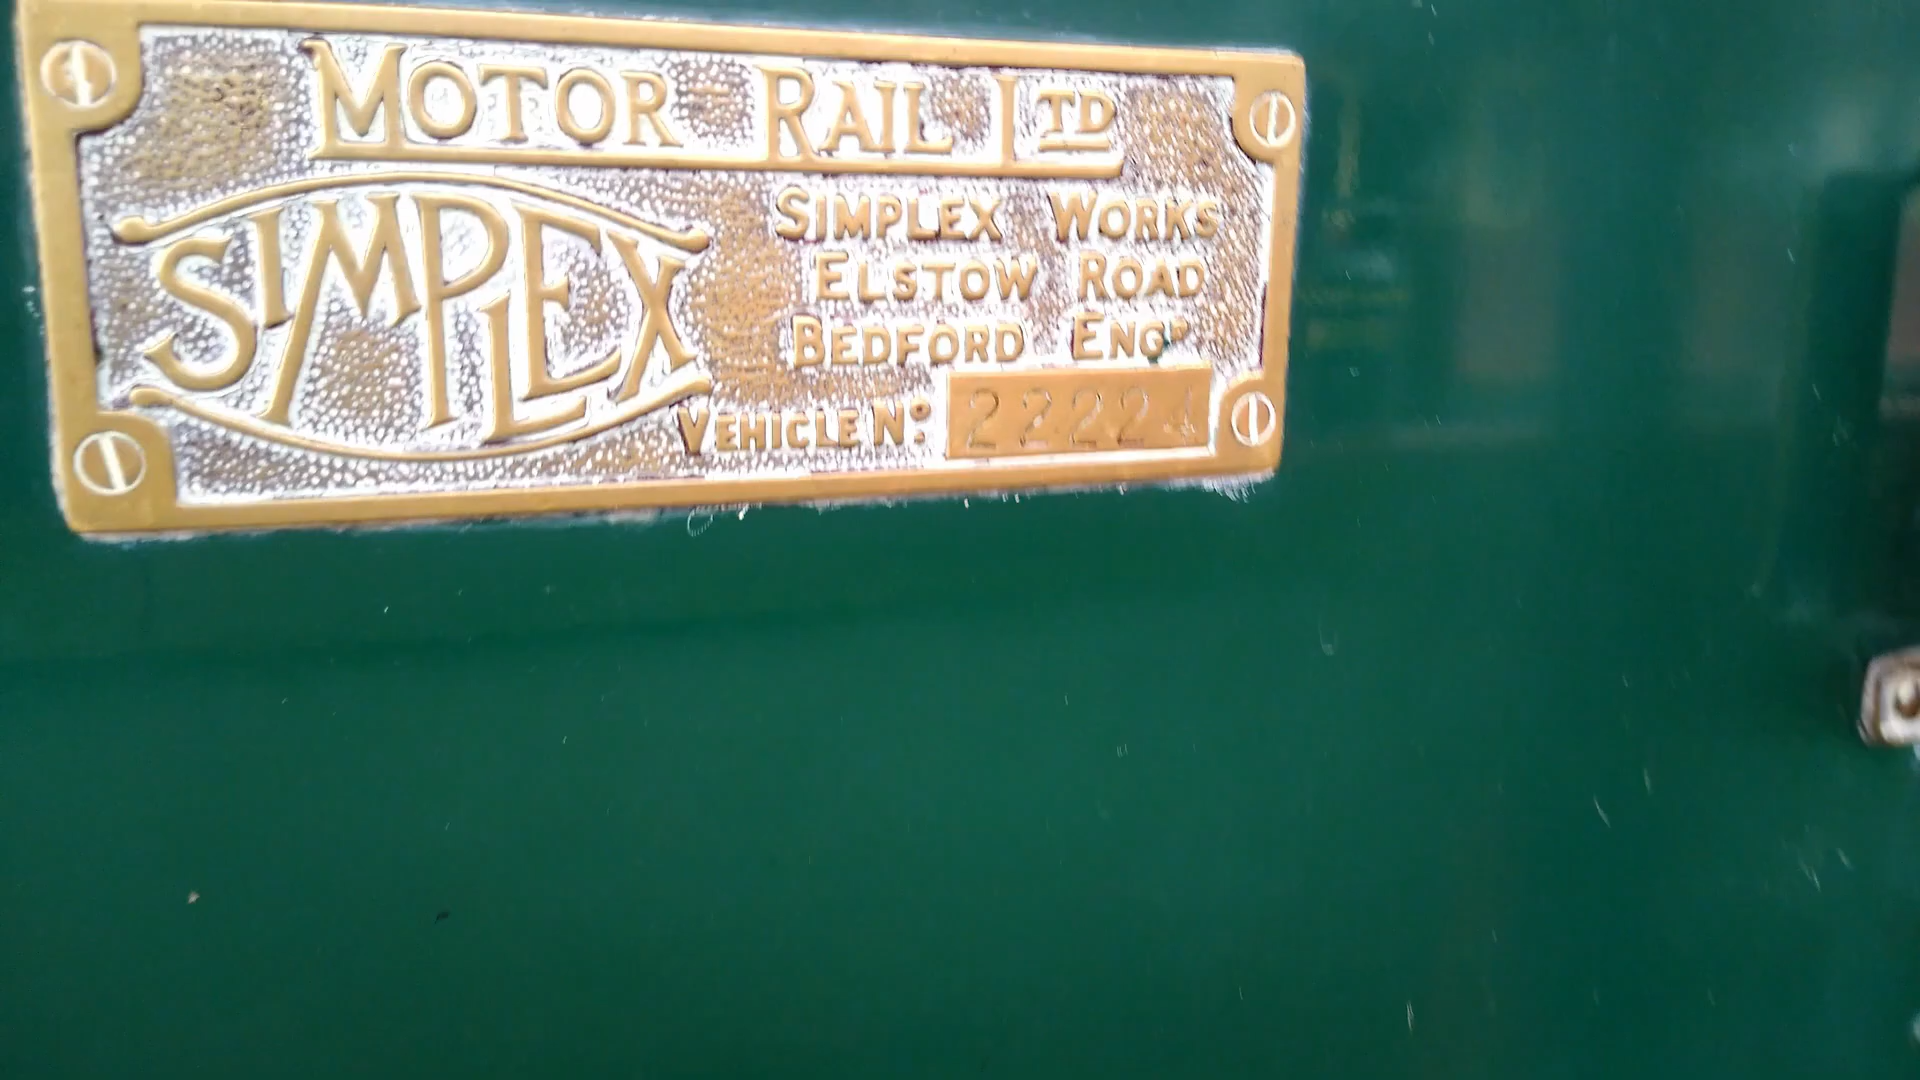 MOTOR RAIL LTD
SIMPLEX
SIMPLEX WORKS
ELSTOW ROAD
BEDFORD ENGD
VEHICLE No. 22224